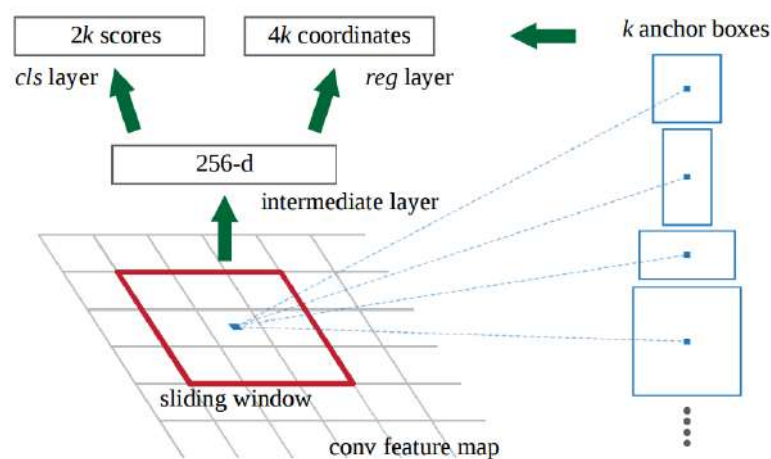 2k scores
4k coordinates
k anchor boxes
cls layer
reg layer
256-d
intermediate layer
sliding window
conv feature map